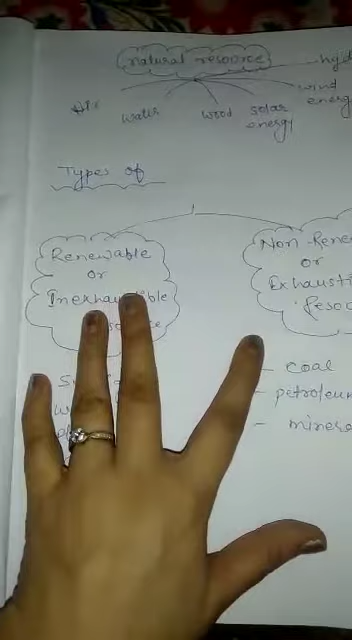 natural resource
hyd
wind
energy
Air
water
wood
solar
energy
Types of
Renewable
or
Inexhaustible
Non-Rene
or
Exhausti
Resou
- coal
- petroleum
- minera